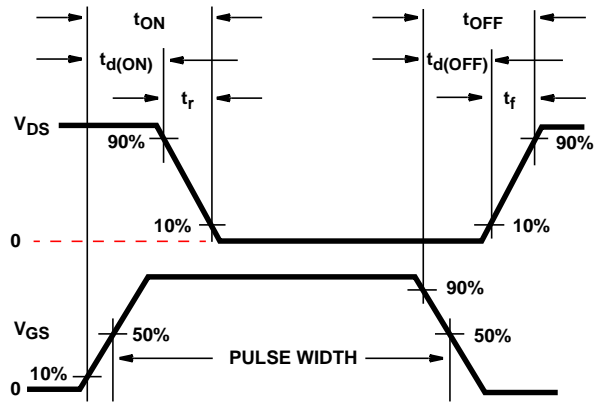 tON tOFF
td(ON) td(OFF)
tr tf
VDS
90% 90%
10% 10%
0
90%
VGS 50% 50%
PULSE WIDTH
10%
0